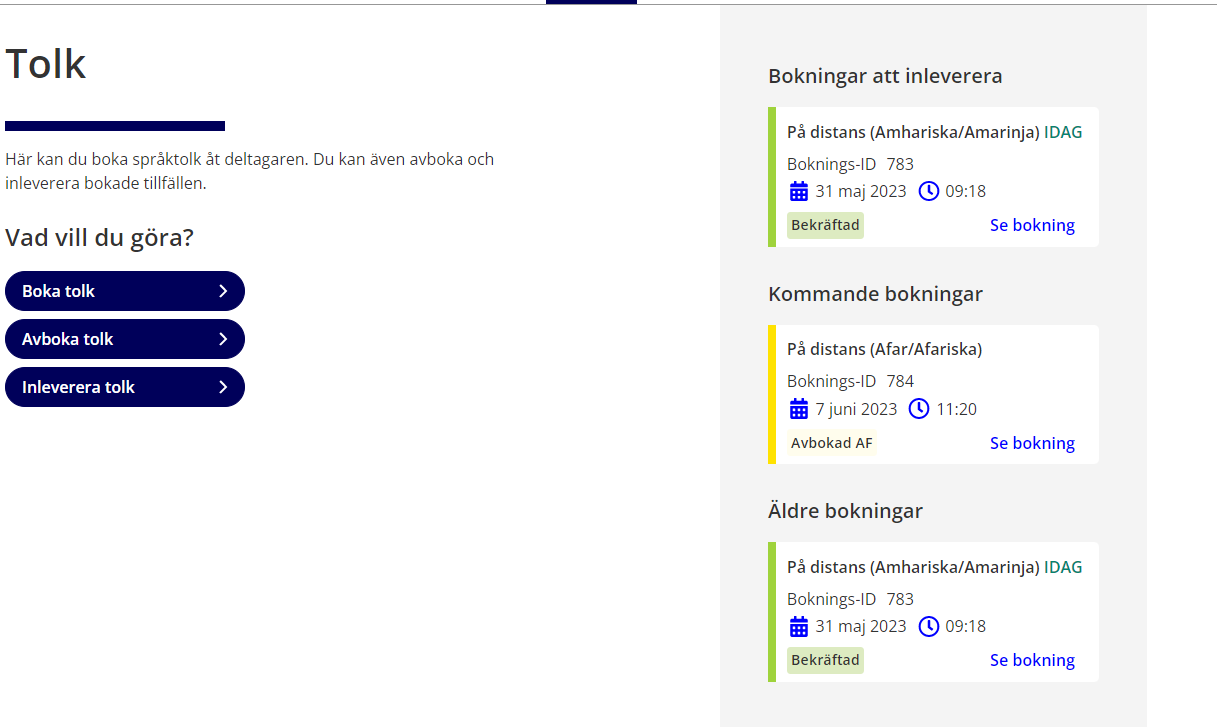 Tolk
Här kan du boka språktolk åt deltagaren. Du kan även avboka och
inleverera bokade tillfällen.
Vad vill du göra?
Boka tolk
Avboka tolk
Inleverera tolk
Bokningar att inleverera
På distans (Amhariska/Amarinja) IDAG
Boknings-ID 783
31 maj 2023 09:18
Bekräftad Se bokning
Kommande bokningar
På distans (Afar/Afariska)
Boknings-ID 784
7 juni 2023 11:20
Avbokad AF Se bokning
Äldre bokningar
På distans (Amhariska/Amarinja) IDAG
Boknings-ID 783
31 maj 2023 09:18
Bekräftad Se bokning